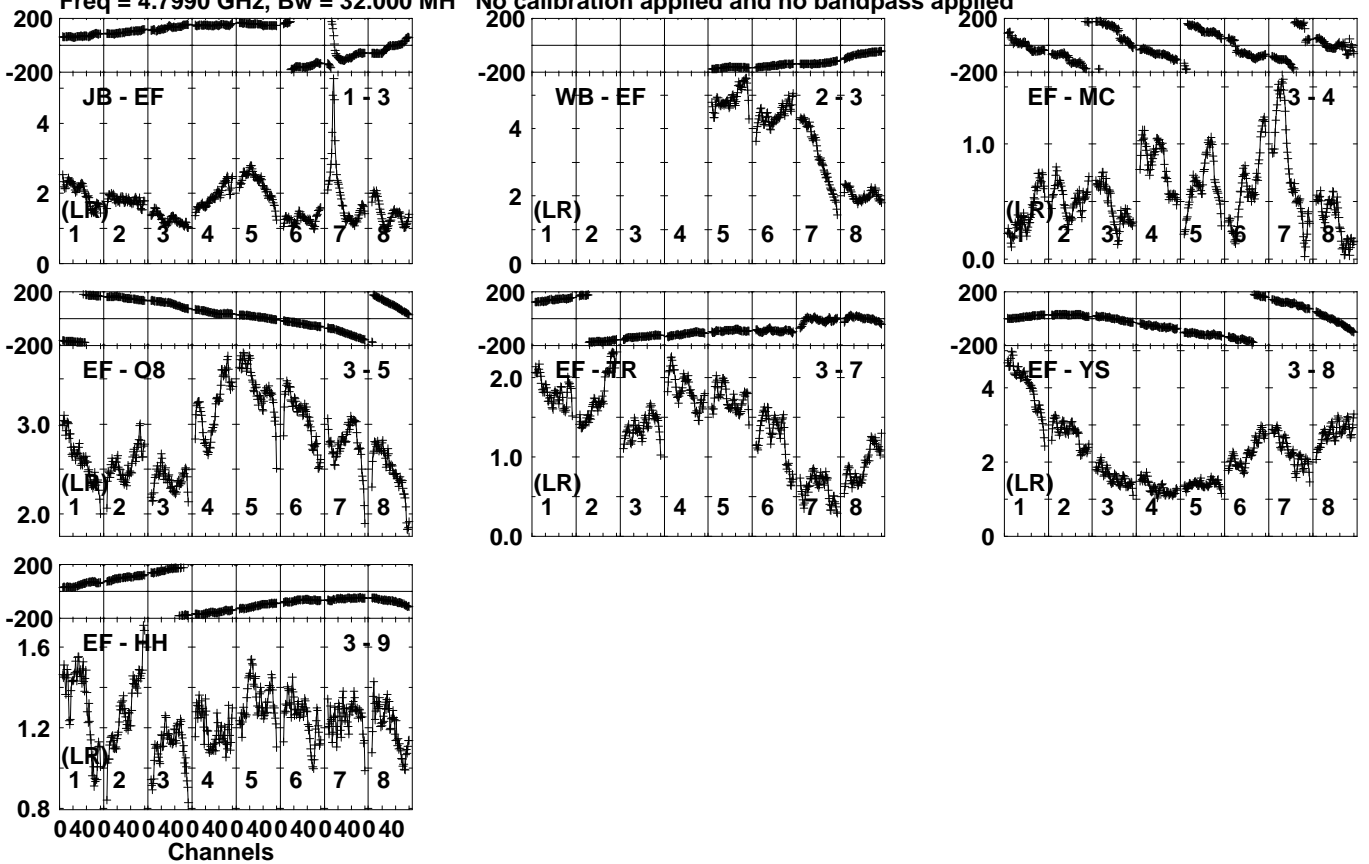 Freq = 4.7990 GHz, Bw = 32.000 MH No calibration applied and no bandpass applied
200
-200
JB - EF 1 - 3
4
2
0
(LR)
1 2 3 4 5 6 7 8
200
-200
WB - EF 2 - 3
4
2
0
(LR)
1 2 3 4 5 6 7 8
200
-200
EF - MC 3 - 4
1.0
0.0
(LR)
1 2 3 4 5 6 7 8
200
-200
EF - O8 3 - 5
3.0
2.0
(LR)
1 2 3 4 5 6 7 8
200
-200
EF - TR 3 - 7
2.0
1.0
0.0
(LR)
1 2 3 4 5 6 7 8
200
-200
EF - YS 3 - 8
4
2
0
(LR)
1 2 3 4 5 6 7 8
200
-200
EF - HH 3 - 9
1.6
1.2
0.8
(LR)
1 2 3 4 5 6 7 8
0 40 0 40 0 40 0 40 0 40 0 40 0 40 0 40
Channels